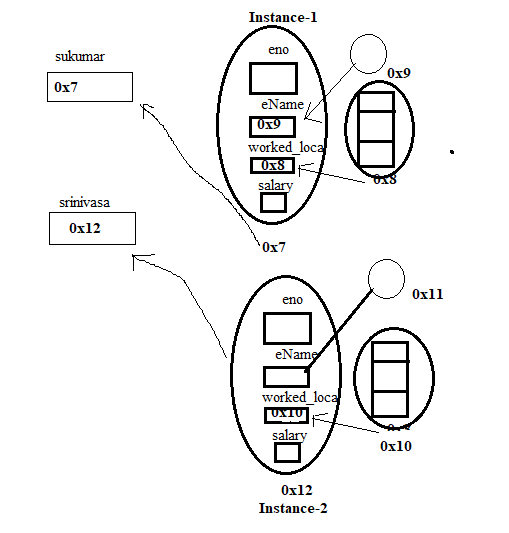 Instance-1
sukumar
0x7
eno
eName
0x9
0x9
worked_loca
0x8
0x8
salary
srinivasa
0x12
0x7
eno
0x11
eName
worked_loca
0x10
salary
0x10
0x12
Instance-2